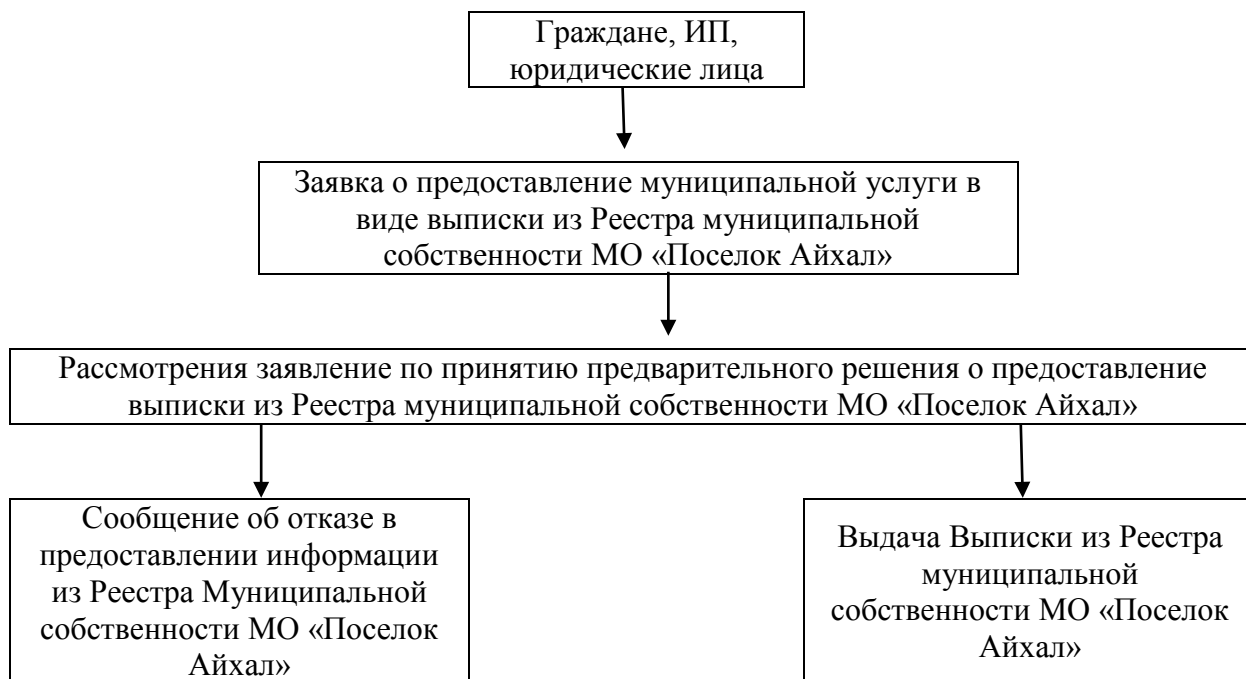 Граждане, ИП,
юридические лица
Заявка о предоставление муниципальной услуги в
виде выписки из Реестра муниципальной
собственности МО «Поселок Айхал»
Рассмотрения заявление по принятию предварительного решения о предоставление
выписки из Реестра муниципальной собственности МО «Поселок Айхал»
Сообщение об отказе в
предоставлении информации
из Реестра Муниципальной
собственности МО «Поселок
Айхал»
Выдача Выписки из Реестра
муниципальной
собственности МО «Поселок
Айхал»